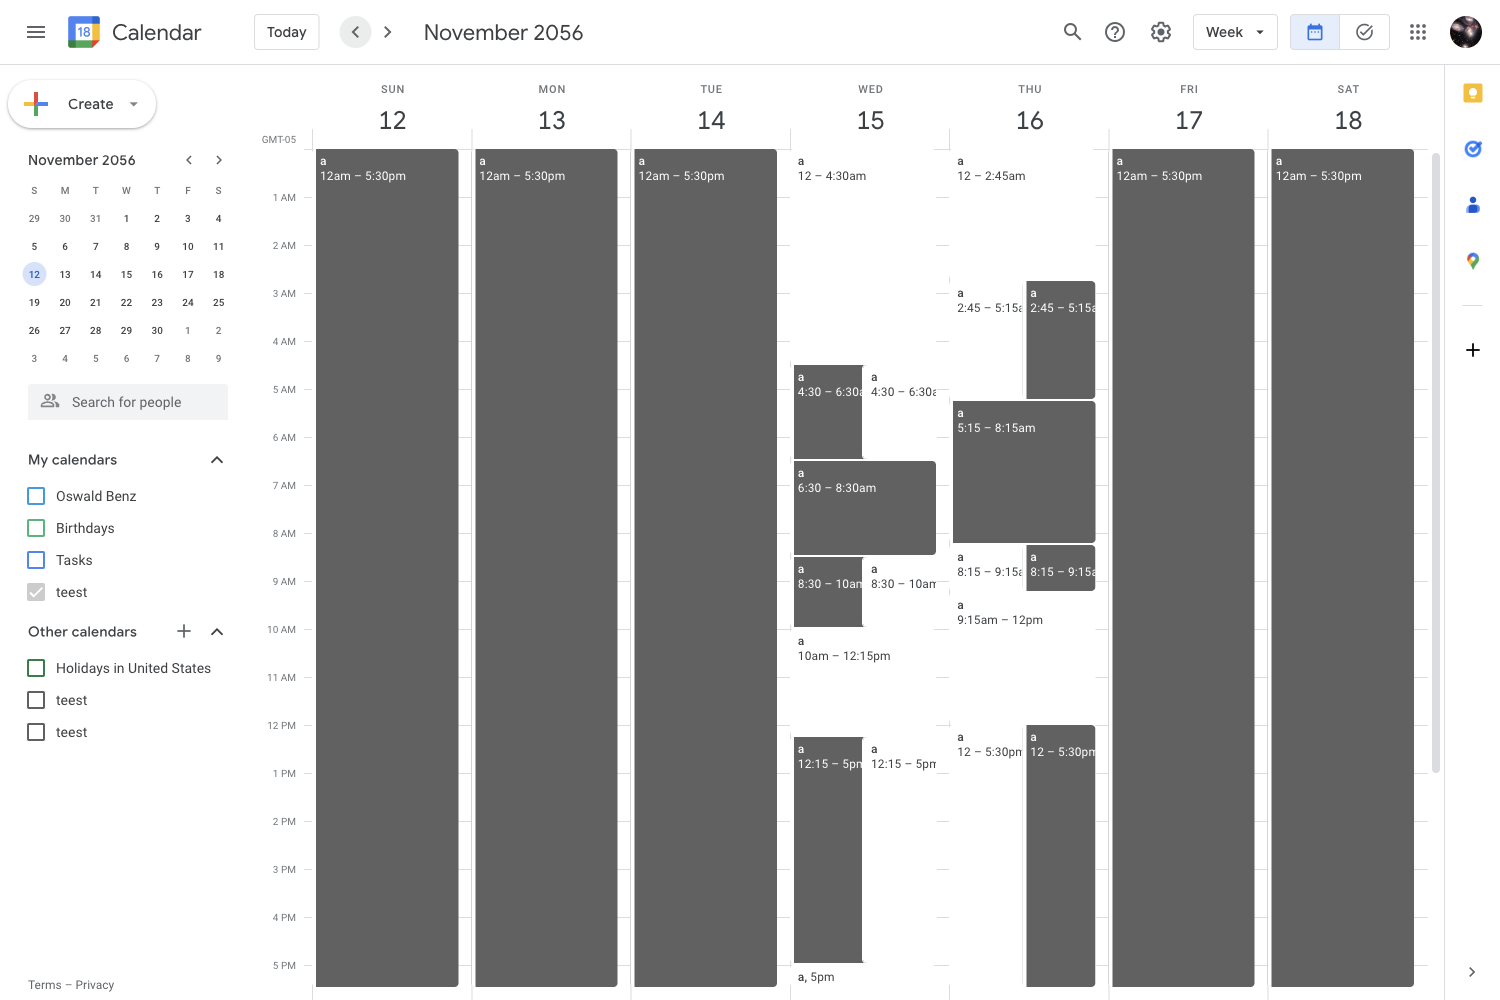 18 Calendar
Today
November 2056
Week
Create
November 2056
S M T W T F S
29 30 31 1 2 3 4
5 6 7 8 9 10 11
12 13 14 15 16 17 18
19 20 21 22 23 24 25
26 27 28 29 30 1 2
3 4 5 6 7 8 9
Search for people
My calendars
Oswald Benz
Birthdays
Tasks
teest
Other calendars
Holidays in United States
teest
teest
Terms – Privacy
SUN MON TUE WED THU FRI SAT
12 13 14 15 16 17 18
GMT-05
1 AM
2 AM
3 AM
4 AM
5 AM
6 AM
7 AM
8 AM
9 AM
10 AM
11 AM
12 PM
1 PM
2 PM
3 PM
4 PM
5 PM
a
12am – 5:30pm
a
12am – 5:30pm
a
12am – 5:30pm
a
12 – 4:30am
a
4:30 – 6:30a
a
4:30 – 6:30a
a
6:30 – 8:30am
a
8:30 – 10am
a
8:30 – 10am
a
10am – 12:15pm
a
12:15 – 5pm
a
12:15 – 5pm
a, 5pm
a
12 – 2:45am
a
2:45 – 5:15a
a
2:45 – 5:15a
a
5:15 – 8:15am
a
8:15 – 9:15a
a
8:15 – 9:15a
a
9:15am – 12pm
a
12 – 5:30pm
a
12 – 5:30pm
a
12am – 5:30pm
a
12am – 5:30pm